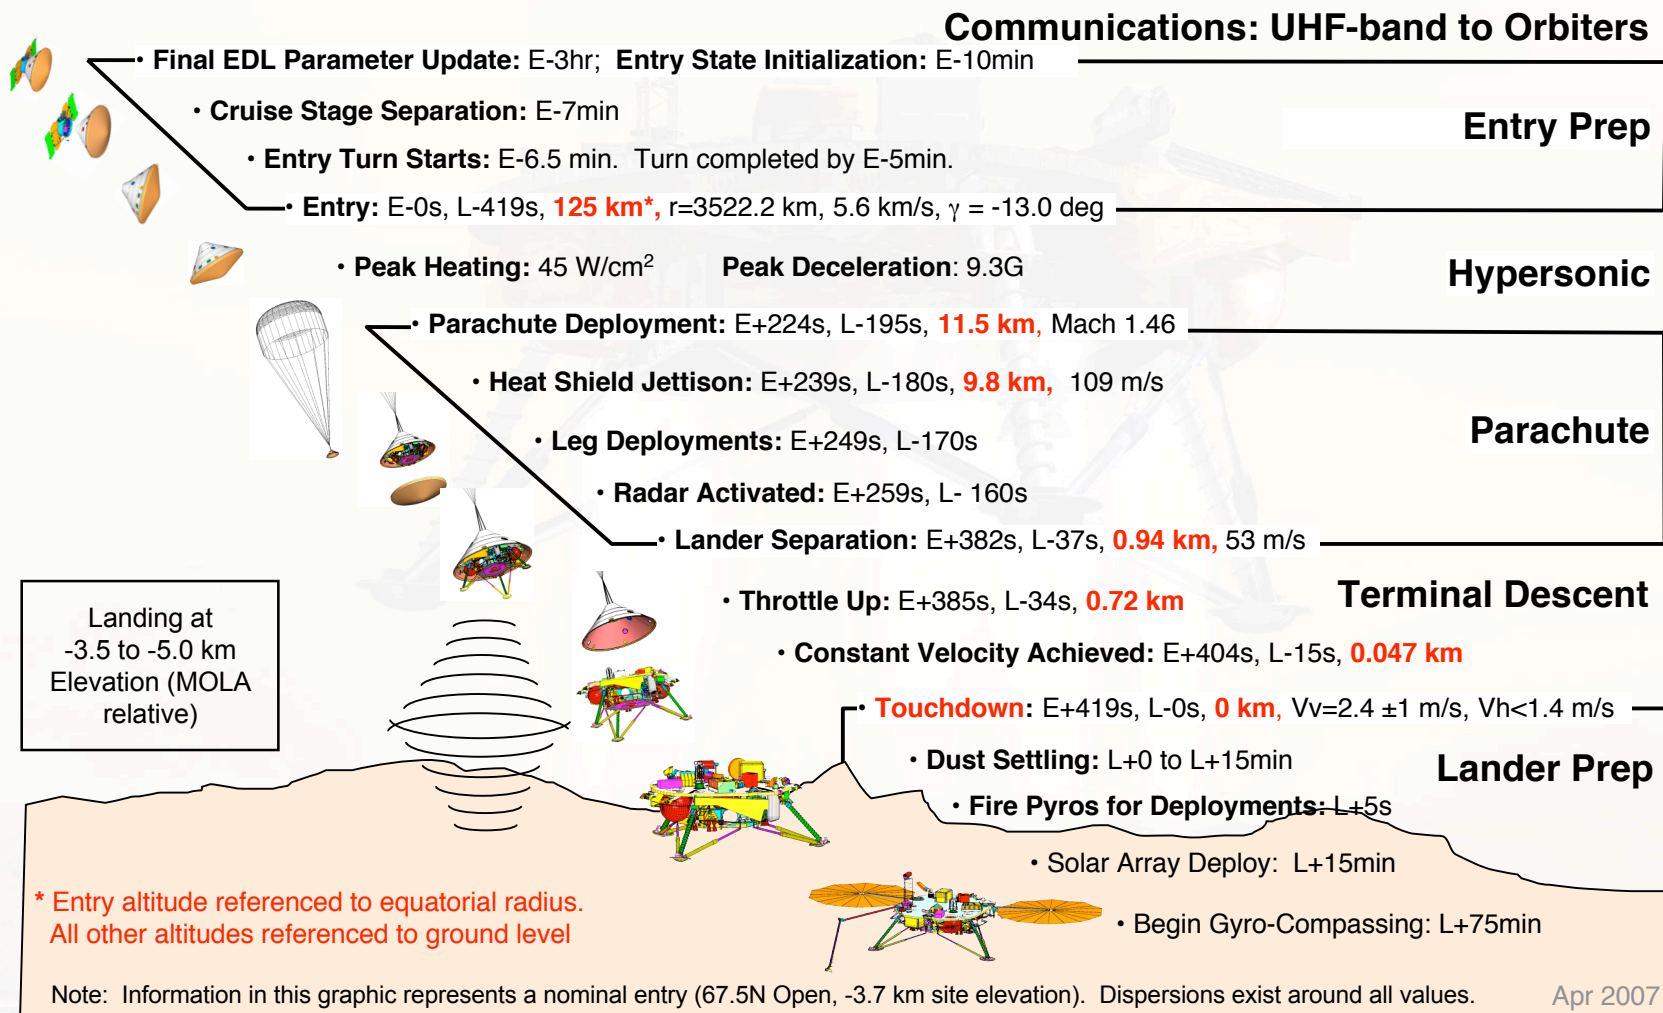 Communications: UHF-band to Orbiters
• Final EDL Parameter Update: E-3hr; Entry State Initialization: E-10min
• Cruise Stage Separation: E-7min
Entry Prep
• Entry Turn Starts: E-6.5 min. Turn completed by E-5min.
• Entry: E-0s, L-419s, 125 km*, r=3522.2 km, 5.6 km/s, γ = -13.0 deg
• Peak Heating: 45 W/cm² Peak Deceleration: 9.3G
Hypersonic
• Parachute Deployment: E+224s, L-195s, 11.5 km, Mach 1.46
• Heat Shield Jettison: E+239s, L-180s, 9.8 km, 109 m/s
Parachute
• Leg Deployments: E+249s, L-170s
• Radar Activated: E+259s, L- 160s
• Lander Separation: E+382s, L-37s, 0.94 km, 53 m/s
Terminal Descent
• Throttle Up: E+385s, L-34s, 0.72 km
• Constant Velocity Achieved: E+404s, L-15s, 0.047 km
Landing at
-3.5 to -5.0 km
Elevation (MOLA
relative)
• Touchdown: E+419s, L-0s, 0 km, Vv=2.4 ±1 m/s, Vh<1.4 m/s
• Dust Settling: L+0 to L+15min
Lander Prep
• Fire Pyros for Deployments: L+5s
• Solar Array Deploy: L+15min
• Begin Gyro-Compassing: L+75min
* Entry altitude referenced to equatorial radius.
All other altitudes referenced to ground level
Note: Information in this graphic represents a nominal entry (67.5N Open, -3.7 km site elevation). Dispersions exist around all values.
Apr 2007